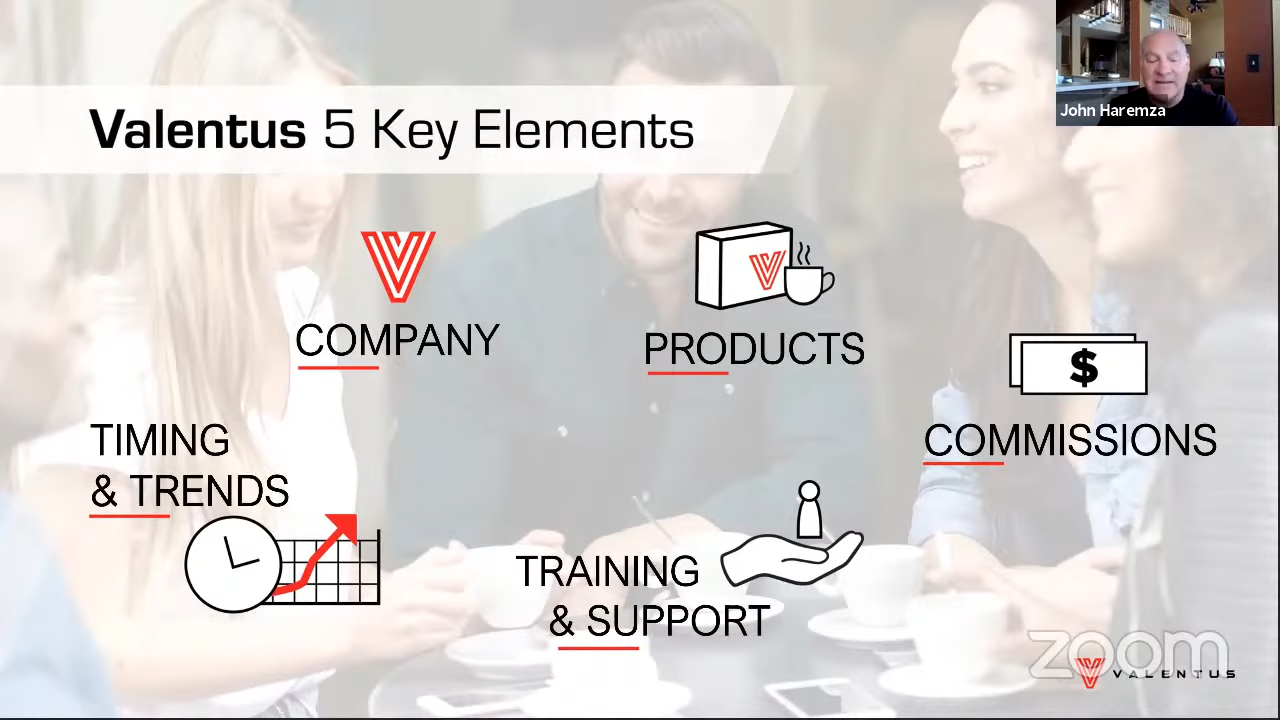 John Haremza
Valentus 5 Key Elements
COMPANY
PRODUCTS
$
COMMISSIONS
TIMING
& TRENDS
TRAINING
& SUPPORT
zoom
VALENTUS